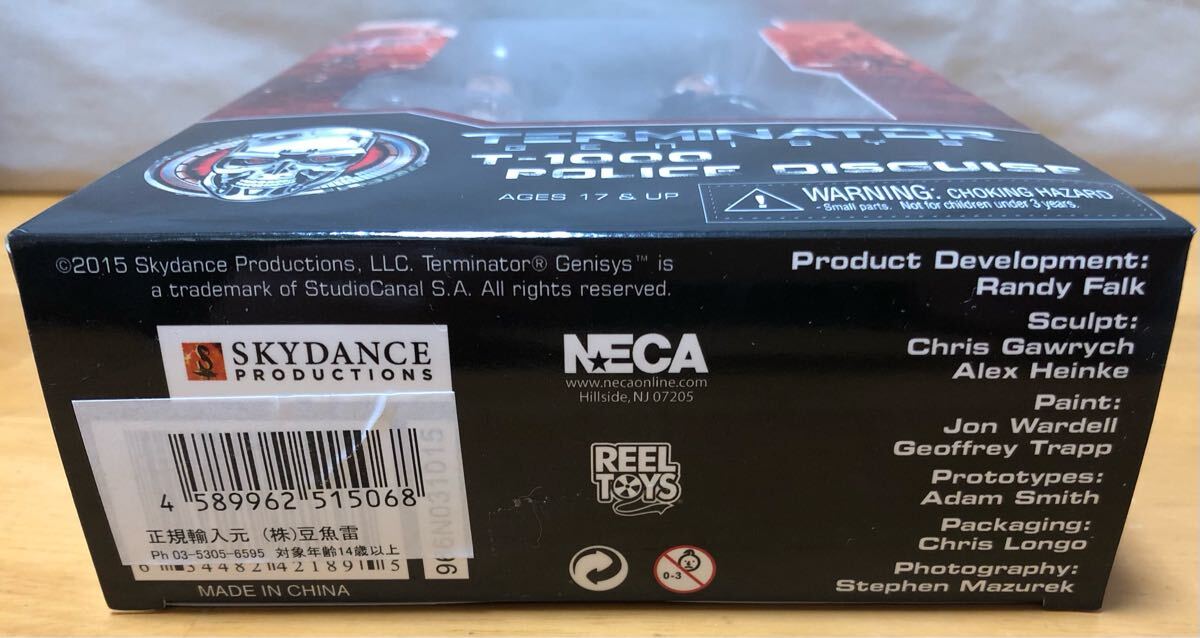 TERMINATOR
GENISYS
T-1000
POLICE DISGUISE
AGES 17 & UP
WARNING: CHOKING HAZARD
Small parts. Not for children under 3 years.
©2015 Skydance Productions, LLC. Terminator® Genisys™ is
a trademark of StudioCanal S.A. All rights reserved.
SKYDANCE
PRODUCTIONS
4 589962 515068
正規輸入元 (株)豆魚雷
Ph 03-5305-6595 対象年齢14歳以上
6 34482 42189 5
MADE IN CHINA
NECA
www.necaonline.com
Hillside, NJ 07205
REEL
TOYS
0-3
Product Development:
Randy Falk
Sculpt:
Chris Gawrych
Alex Heinke
Paint:
Jon Wardell
Geoffrey Trapp
Prototypes:
Adam Smith
Packaging:
Chris Longo
Photography:
Stephen Mazurek